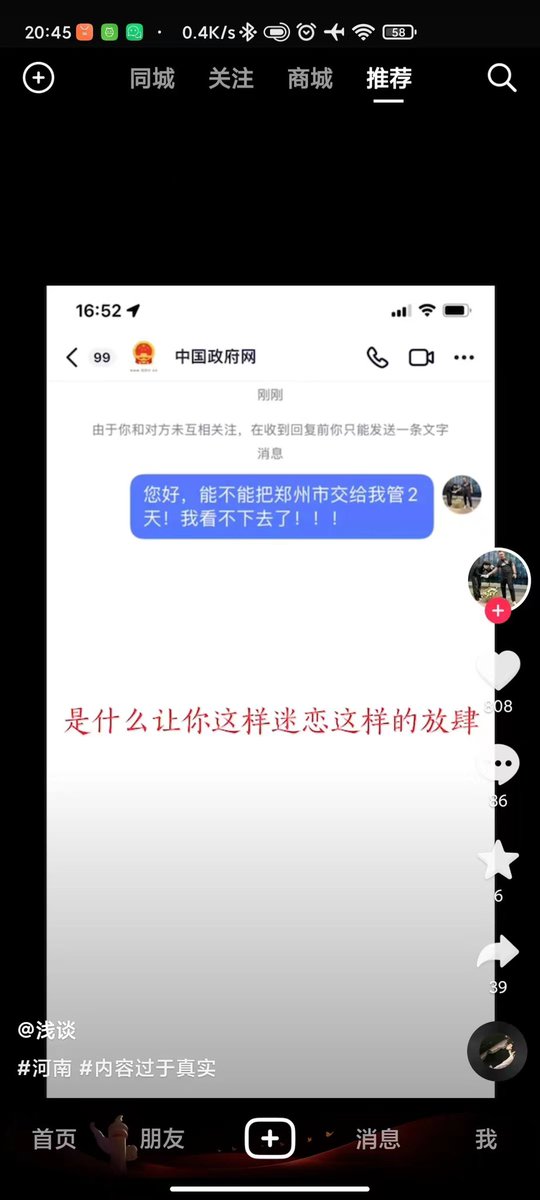 20:45
0.4K/s
58
同城 关注 商城 推荐
16:52
99 中国政府网
刚刚
由于你和对方未互相关注，在收到回复前你只能发送一条文字
消息
您好，能不能把郑州市交给我管2
天！我看不下去了！！！
是什么让你这样迷恋这样的放肆
808
86
6
39
@浅谈
#河南 #内容过于真实
首页 朋友 消息 我